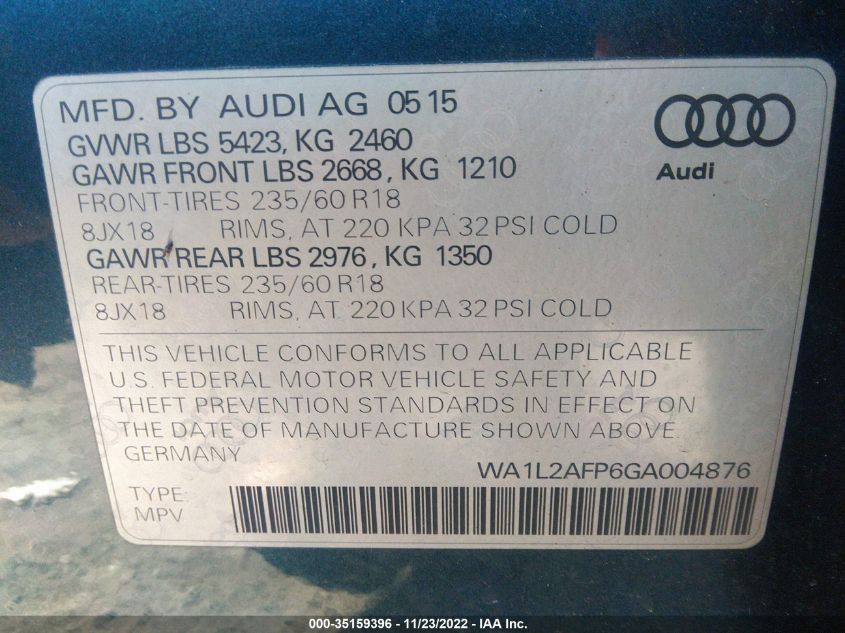 MFD. BY AUDI AG 05 15
GVWR LBS 5423, KG 2460
GAWR FRONT LBS 2668, KG 1210
FRONT-TIRES 235/60 R18
8JX18 RIMS, AT 220 KPA 32 PSI COLD
GAWR REAR LBS 2976, KG 1350
REAR-TIRES 235/60 R18
8JX18 RIMS, AT 220 KPA 32 PSI COLD
Audi
THIS VEHICLE CONFORMS TO ALL APPLICABLE
U.S. FEDERAL MOTOR VEHICLE SAFETY AND
THEFT PREVENTION STANDARDS IN EFFECT ON
THE DATE OF MANUFACTURE SHOWN ABOVE.
GERMANY
WA1L2AFP6GA004876
TYPE:
MPV
000-35159396 - 11/23/2022 - IAA Inc.